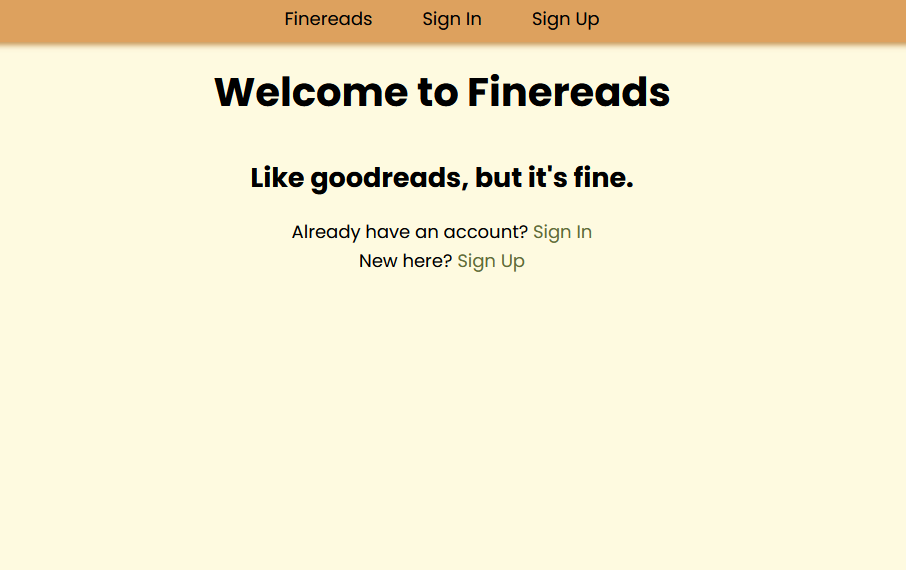 Finereads Sign In Sign Up
Welcome to Finereads
Like goodreads, but it's fine.
Already have an account? Sign In
New here? Sign Up